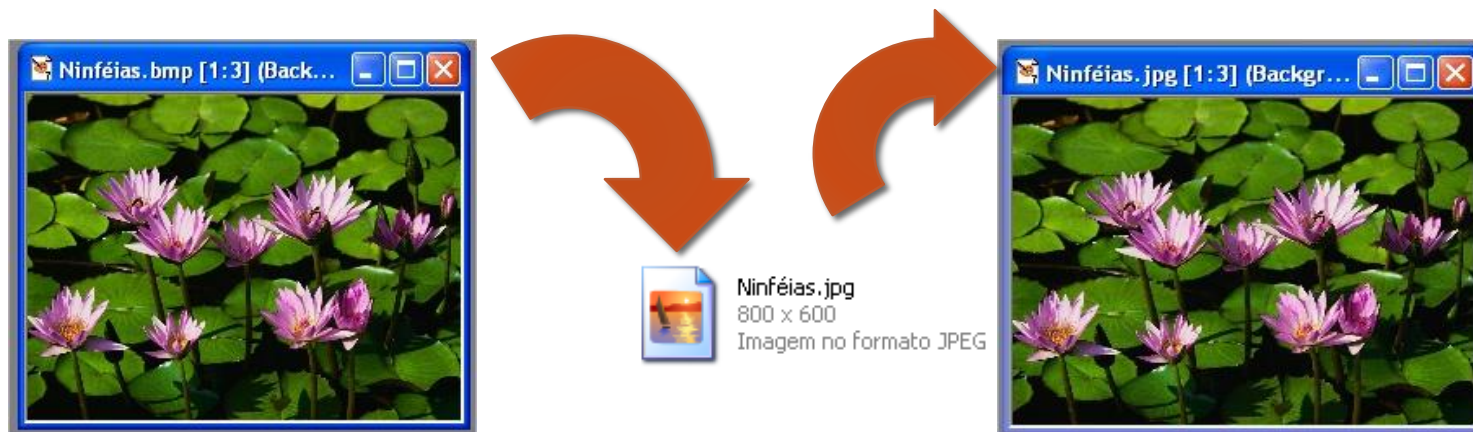 Ninféias.bmp [1:3] (Back...
Ninféias.jpg
800 x 600
Imagem no formato JPEG
Ninféias.jpg [1:3] (Backgr...